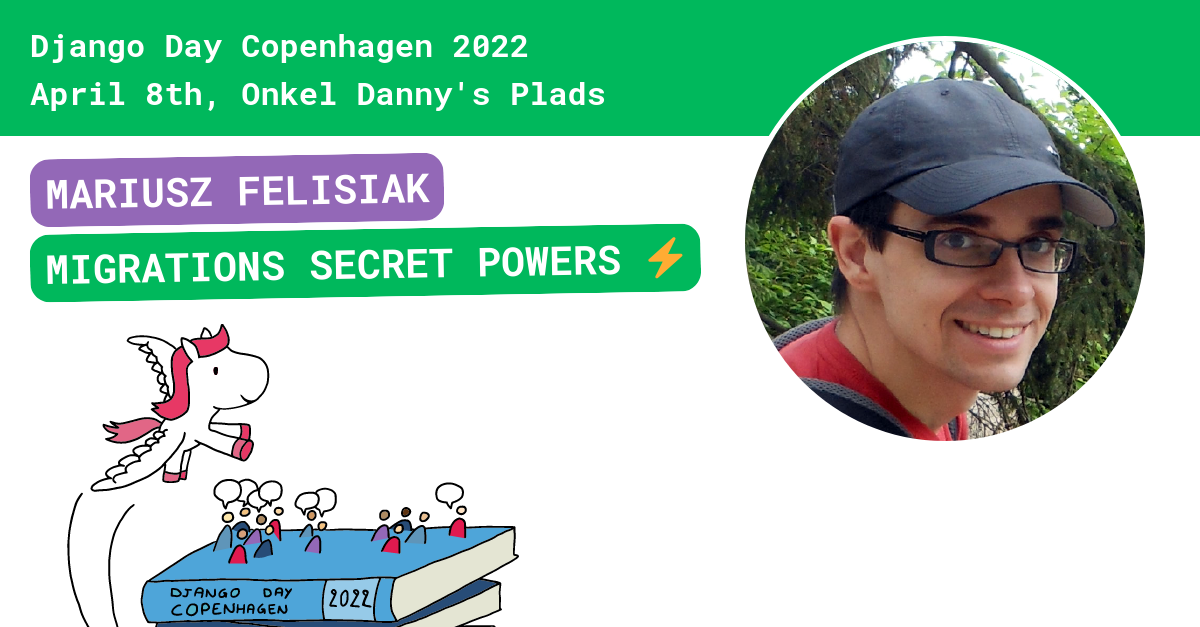 Django Day Copenhagen 2022
April 8th, Onkel Danny's Plads
MARIUSZ FELISIAK
MIGRATIONS SECRET POWERS ⚡
DJANGO DAY
COPENHAGEN
2022